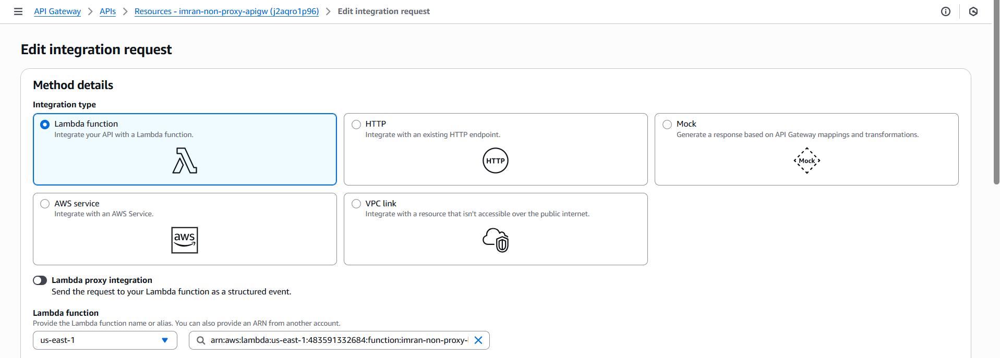 API Gateway > APIs > Resources - imran-non-proxy-apigw (j2aqro1p96) > Edit integration request
Edit integration request
Method details
Integration type
Lambda function
Integrate your API with a Lambda function.
HTTP
Integrate with an existing HTTP endpoint.
HTTP
Mock
Generate a response based on API Gateway mappings and transformations.
Mock
AWS service
Integrate with an AWS Service.
aws
VPC link
Integrate with a resource that isn't accessible over the public internet.
Lambda proxy integration
Send the request to your Lambda function as a structured event.
Lambda function
Provide the Lambda function name or alias. You can also provide an ARN from another account.
us-east-1
arn:aws:lambda:us-east-1:483591332684:function:imran-non-proxy-